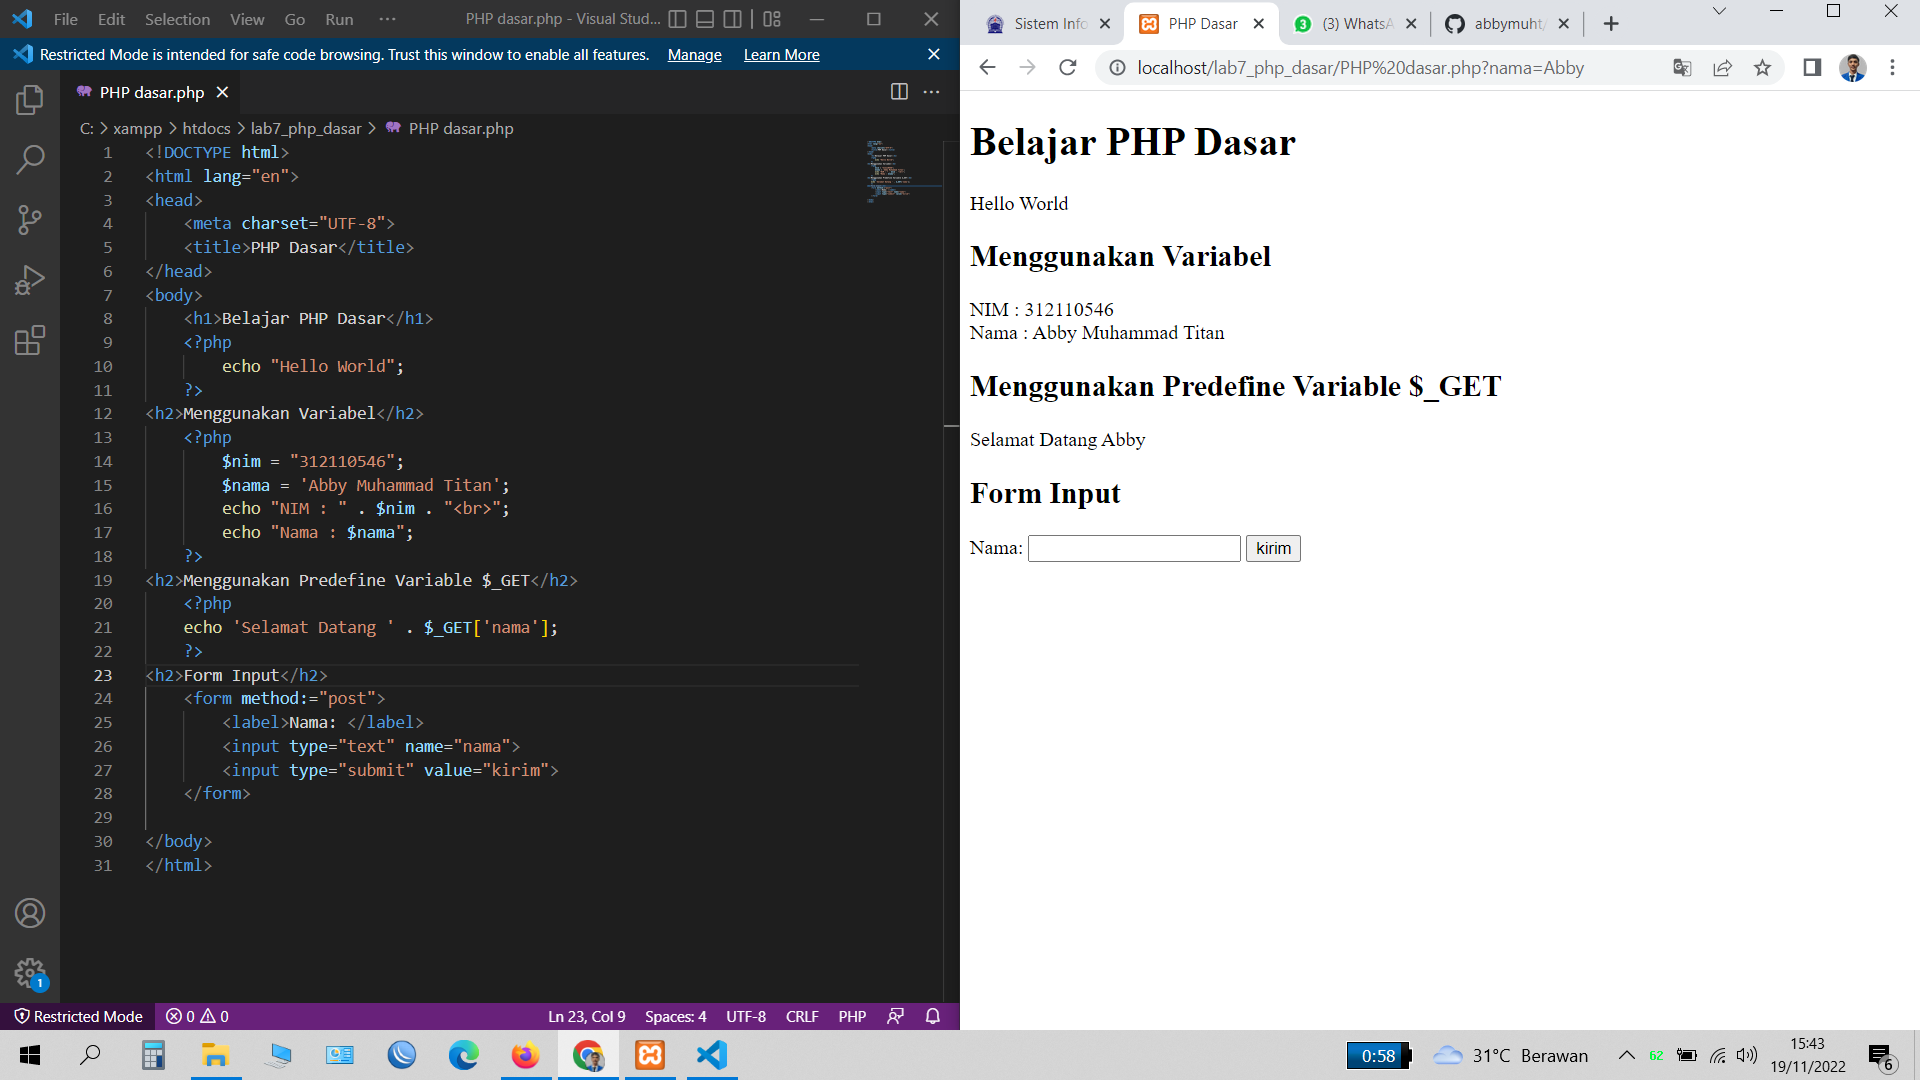 File Edit Selection View Go Run ··· PHP dasar.php - Visual Stud...
Restricted Mode is intended for safe code browsing. Trust this window to enable all features. Manage Learn More
PHP dasar.php
C: > xampp > htdocs > lab7_php_dasar > PHP dasar.php
1 <!DOCTYPE html>
2 <html lang="en">
3 <head>
4 <meta charset="UTF-8">
5 <title>PHP Dasar</title>
6 </head>
7 <body>
8 <h1>Belajar PHP Dasar</h1>
9 <?php
10 echo "Hello World";
11 ?>
12 <h2>Menggunakan Variabel</h2>
13 <?php
14 $nim = "312110546";
15 $nama = 'Abby Muhammad Titan';
16 echo "NIM : " . $nim . "<br>";
17 echo "Nama : $nama";
18 ?>
19 <h2>Menggunakan Predefine Variable $_GET</h2>
20 <?php
21 echo 'Selamat Datang ' . $_GET['nama'];
22 ?>
23 <h2>Form Input</h2>
24 <form method:="post">
25 <label>Nama: </label>
26 <input type="text" name="nama">
27 <input type="submit" value="kirim">
28 </form>
29
30 </body>
31 </html>
1
Restricted Mode 0 0 Ln 23, Col 9 Spaces: 4 UTF-8 CRLF PHP
Sistem Info PHP Dasar 3 (3) WhatsA abbymuht/
localhost/lab7_php_dasar/PHP%20dasar.php?nama=Abby
Belajar PHP Dasar
Hello World
Menggunakan Variabel
NIM : 312110546
Nama : Abby Muhammad Titan
Menggunakan Predefine Variable $_GET
Selamat Datang Abby
Form Input
Nama: kirim
0:58 31°C Berawan 62 15:43
19/11/2022 6